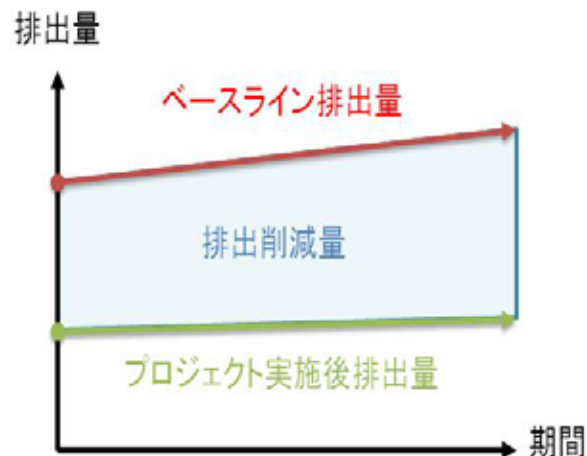 排出量
ベースライン排出量
排出削減量
プロジェクト実施後排出量
期間